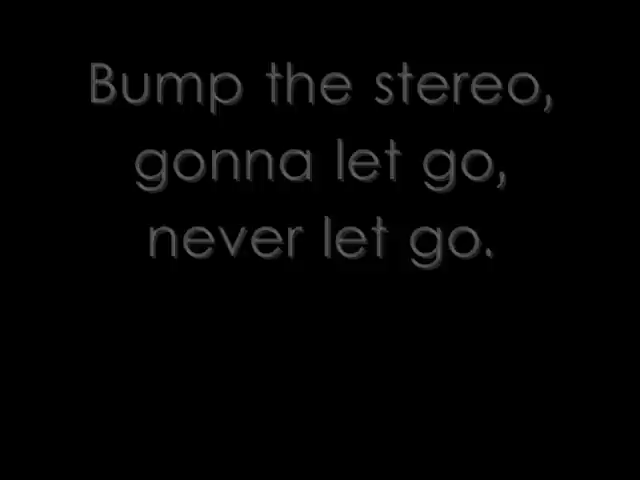 Bump the stereo,
gonna let go,
never let go.